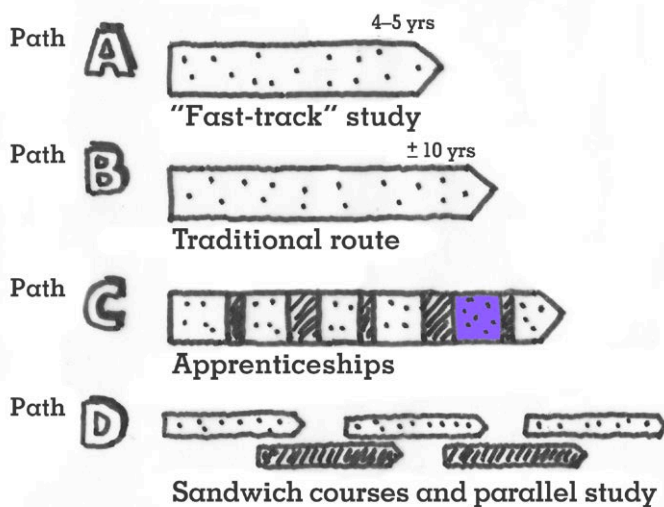 Path A
4–5 yrs
"Fast-track" study
Path B
± 10 yrs
Traditional route
Path C
Apprenticeships
Path D
Sandwich courses and parallel study